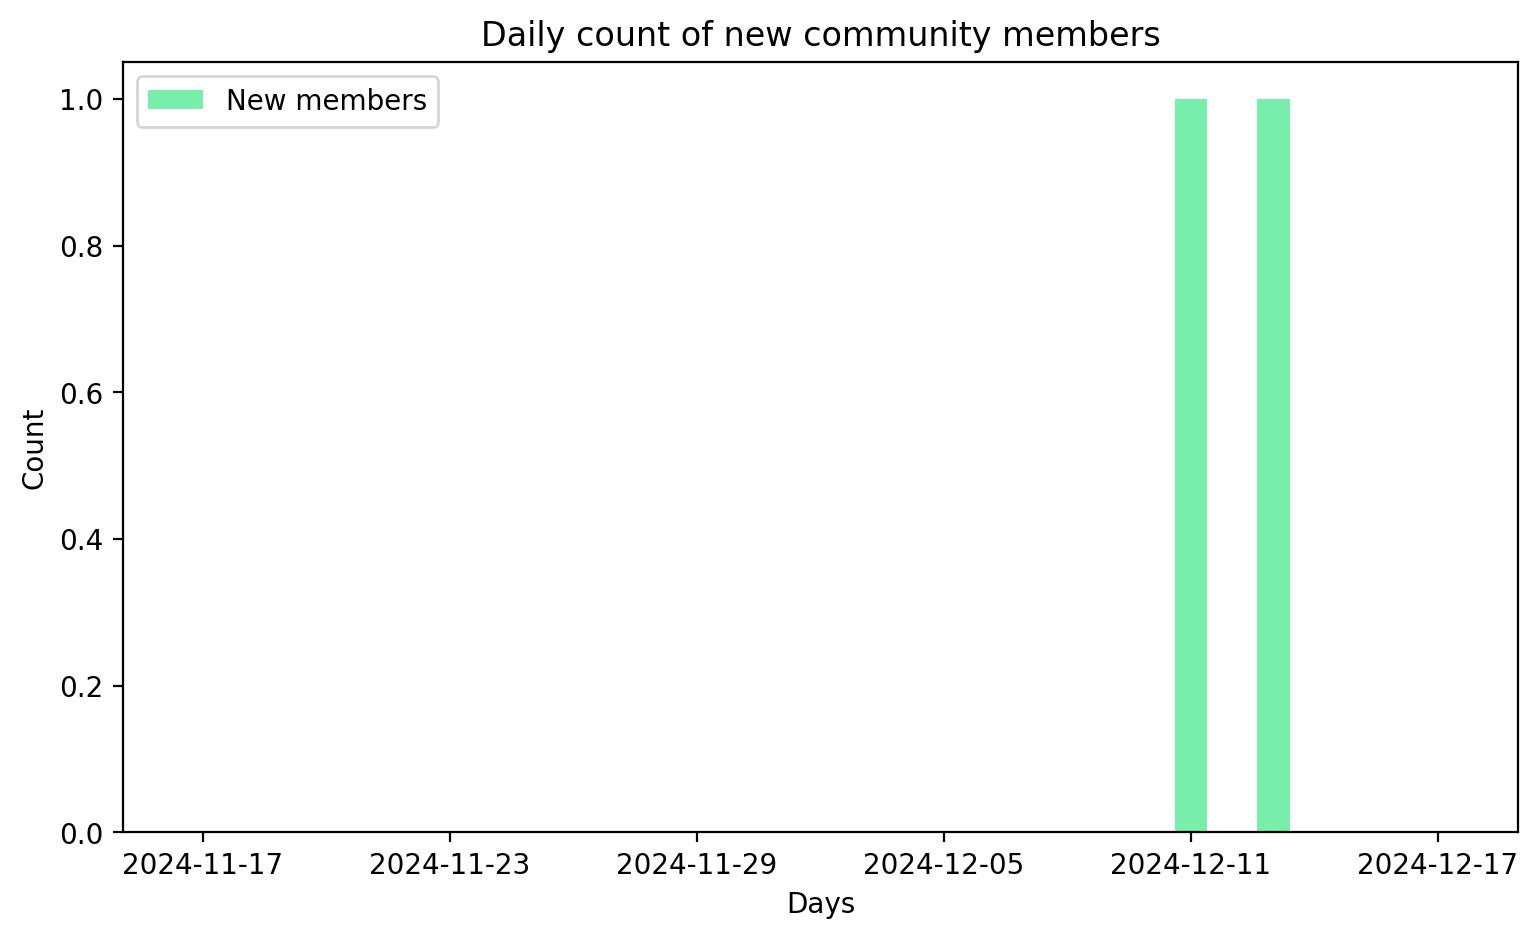 Daily count of new community members
New members
1.0
0.8
0.6
0.4
0.2
0.0
Count
2024-11-17 2024-11-23 2024-11-29 2024-12-05 2024-12-11 2024-12-17
Days